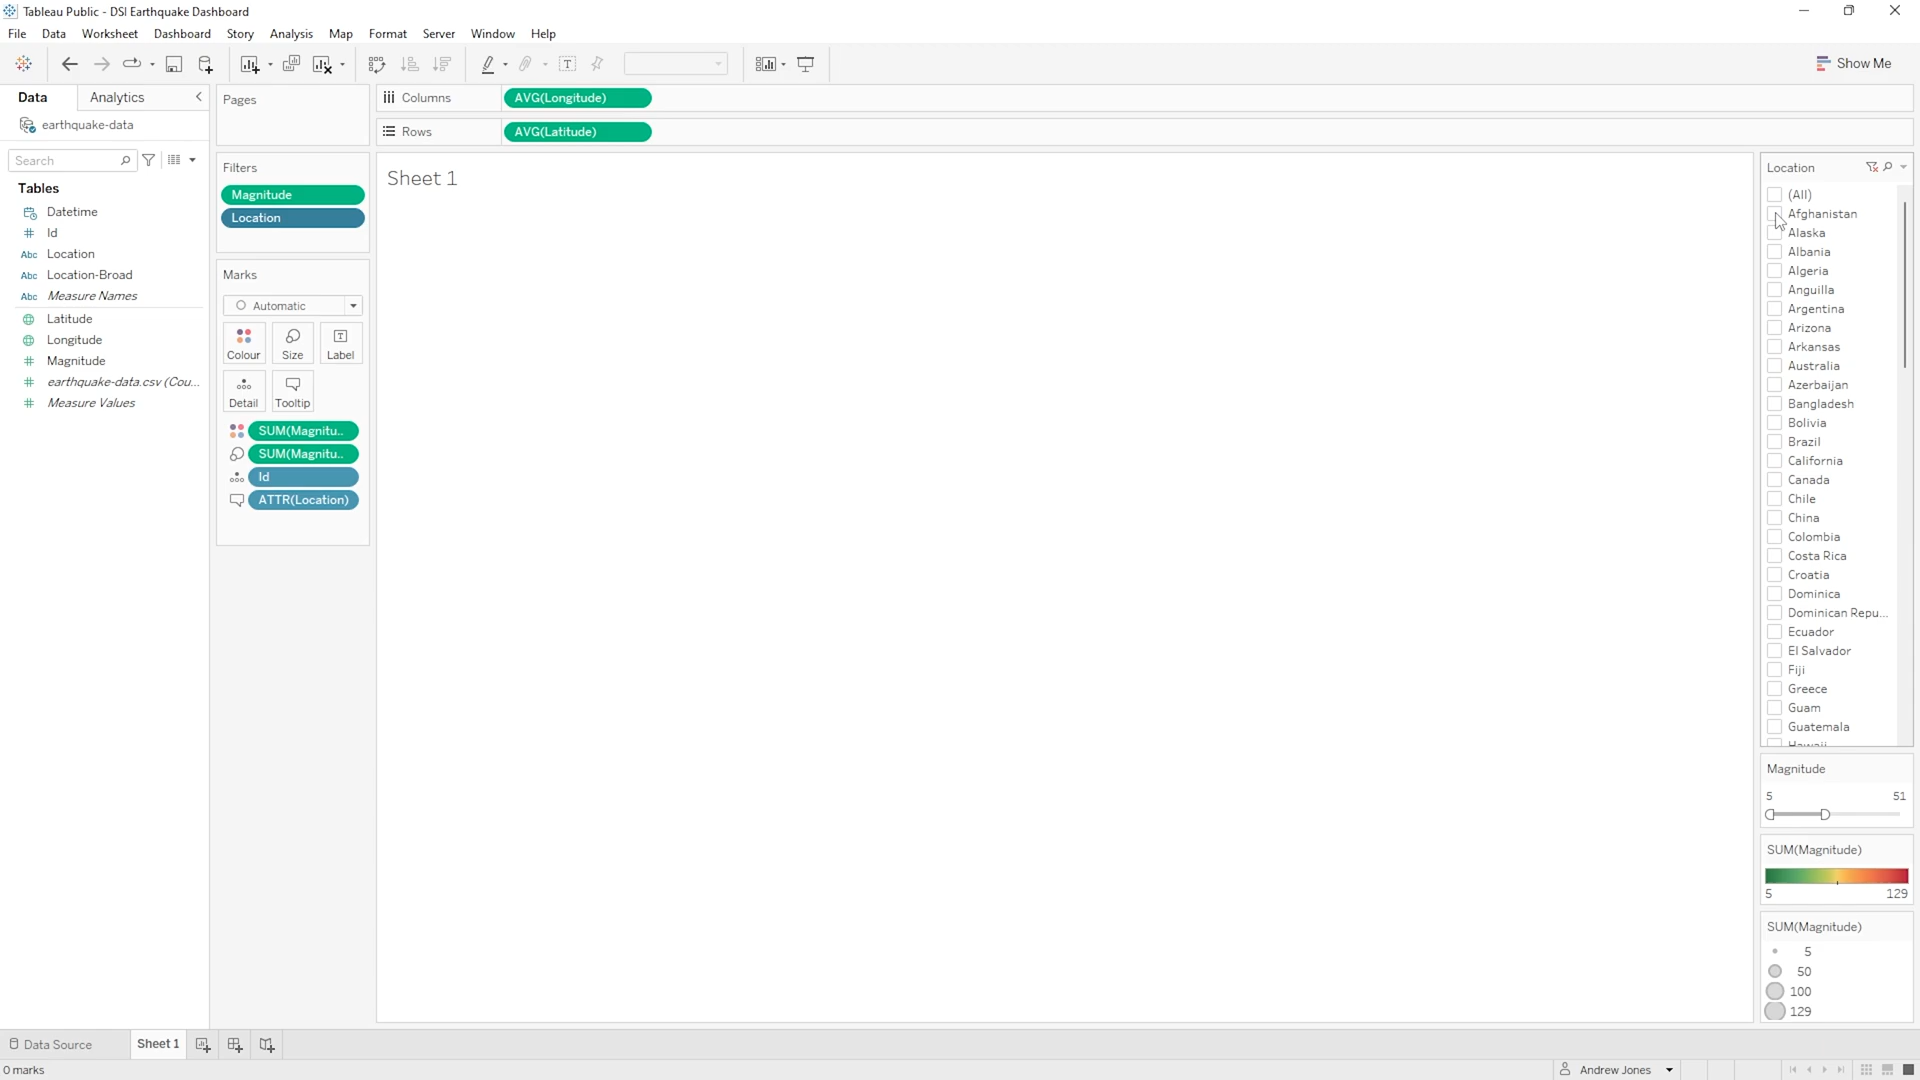 Tableau Public - DSI Earthquake Dashboard
File Data Worksheet Dashboard Story Analysis Map Format Server Window Help
Show Me
Data Analytics
earthquake-data
Search
Tables
Datetime
Id
Abc Location
Abc Location-Broad
Abc Measure Names
Latitude
Longitude
Magnitude
earthquake-data.csv (Cou...
Measure Values
Pages
Filters
Magnitude
Location
Marks
Automatic
Colour Size Label
Detail Tooltip
SUM(Magnitu..
SUM(Magnitu..
Id
ATTR(Location)
Columns AVG(Longitude)
Rows AVG(Latitude)
Sheet 1
Location
(All)
Afghanistan
Alaska
Albania
Algeria
Anguilla
Argentina
Arizona
Arkansas
Australia
Azerbaijan
Bangladesh
Bolivia
Brazil
California
Canada
Chile
China
Colombia
Costa Rica
Croatia
Dominica
Dominican Repu...
Ecuador
El Salvador
Fiji
Greece
Guam
Guatemala
Hawaii
Magnitude
5 51
SUM(Magnitude)
5 129
SUM(Magnitude)
5
50
100
129
Data Source Sheet 1
0 marks Andrew Jones